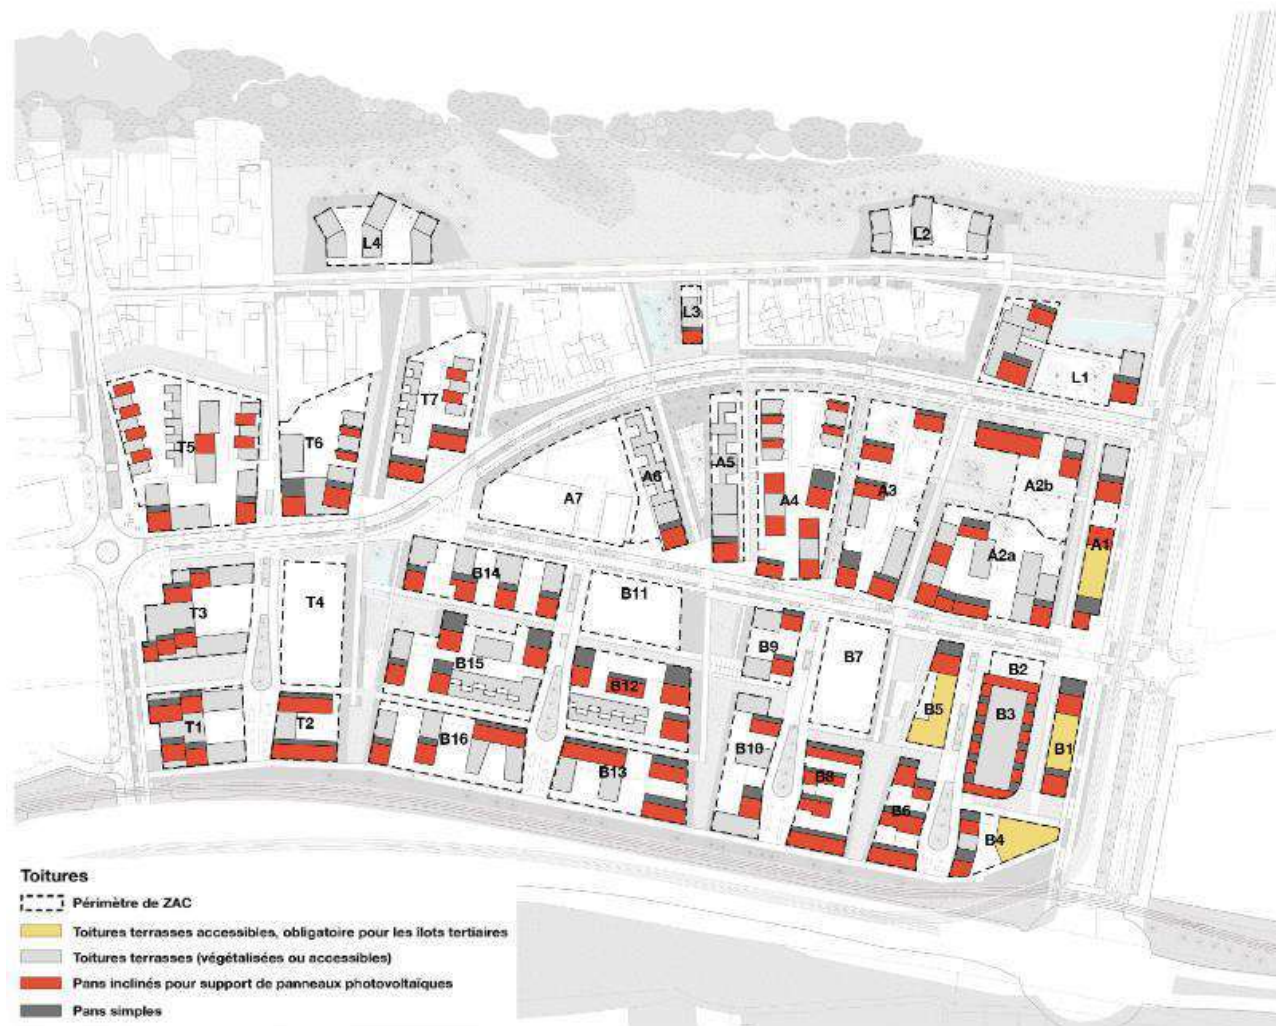 L4
L2
L3
L1
T7
T5
T6
A6
A5
A7
A4
A3
A2b
A2a
A1
B14
B11
T3
T4
B9
B7
B15
B12
B2
B5
B3
T1
T2
B16
B10
B1
B13
B8
B6
B4
Toitures
Périmètre de ZAC
Toitures terrasses accessibles, obligatoire pour les îlots tertiaires
Toitures terrasses (végétalisées ou accessibles)
Pans inclinés pour support de panneaux photovoltaïques
Pans simples